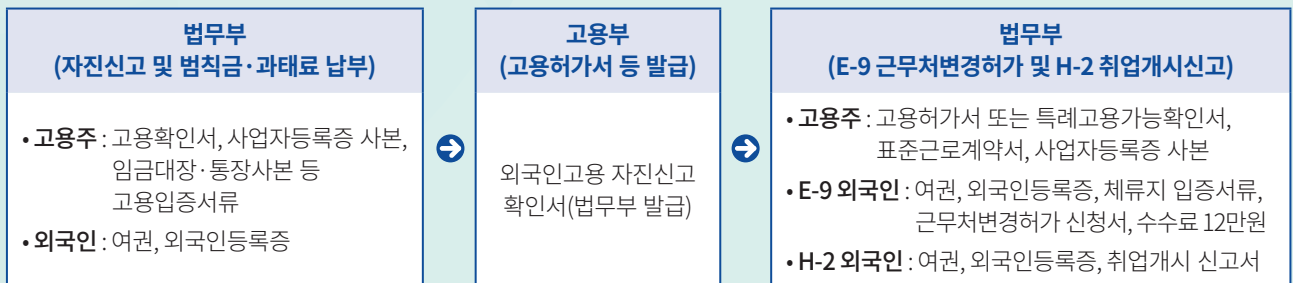 법무부
(자진신고 및 범칙금·과태료 납부)
• 고용주 : 고용확인서, 사업자등록증 사본,
임금대장·통장사본 등
고용입증서류
• 외국인 : 여권, 외국인등록증
고용부
(고용허가서 등 발급)
외국인고용 자진신고
확인서(법무부 발급)
법무부
(E-9 근무처변경허가 및 H-2 취업개시신고)
• 고용주 : 고용허가서 또는 특례고용가능확인서,
표준근로계약서, 사업자등록증 사본
• E-9 외국인 : 여권, 외국인등록증, 체류지 입증서류,
근무처변경허가 신청서, 수수료 12만원
• H-2 외국인 : 여권, 외국인등록증, 취업개시 신고서